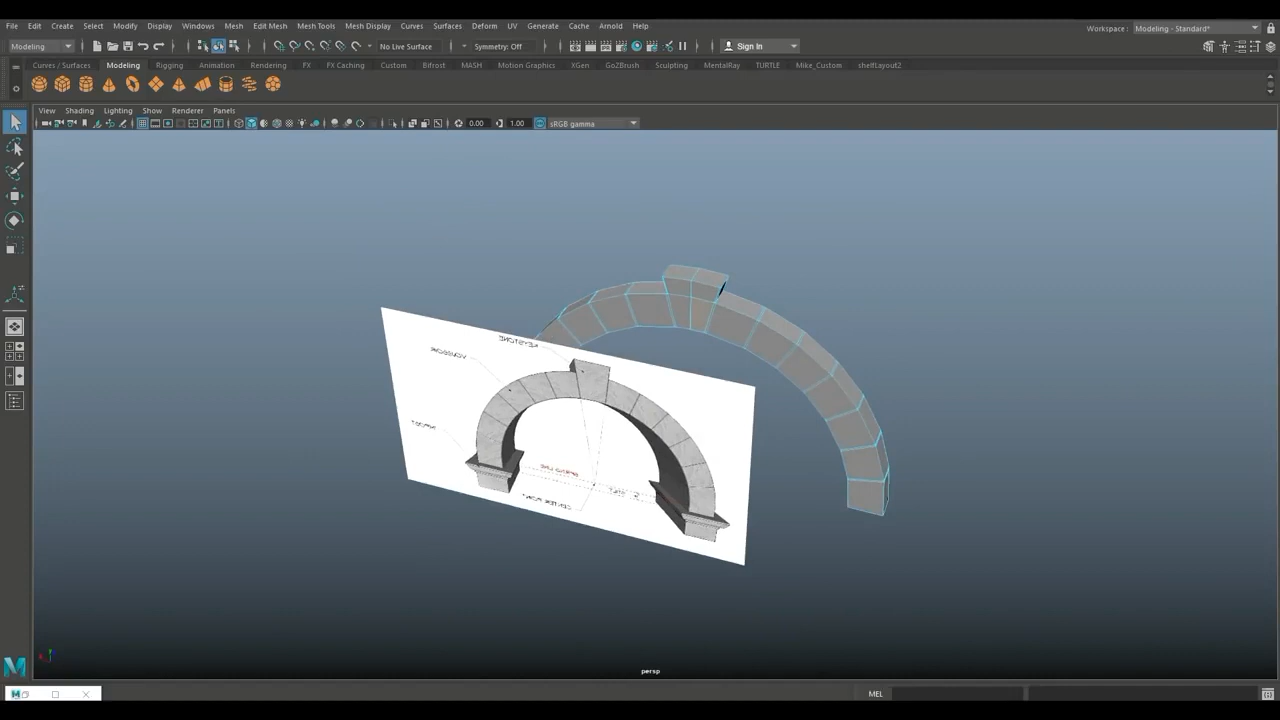 File Edit Create Select Modify Display Windows Mesh Edit Mesh Mesh Tools Mesh Display Curves Surfaces Deform UV Generate Cache Arnold Help Workspace: Modeling - Standard*
Modeling No Live Surface Symmetry: Off Sign In
Curves / Surfaces Modeling Rigging Animation Rendering FX FX Caching Custom Bifrost MASH Motion Graphics XGen GoZBrush Sculpting MentalRay TURTLE Mike_Custom shelfLayout2
View Shading Lighting Show Renderer Panels
0.00 1.00 sRGB gamma
KEYSTONE
VOUSSOIR
persp
MEL